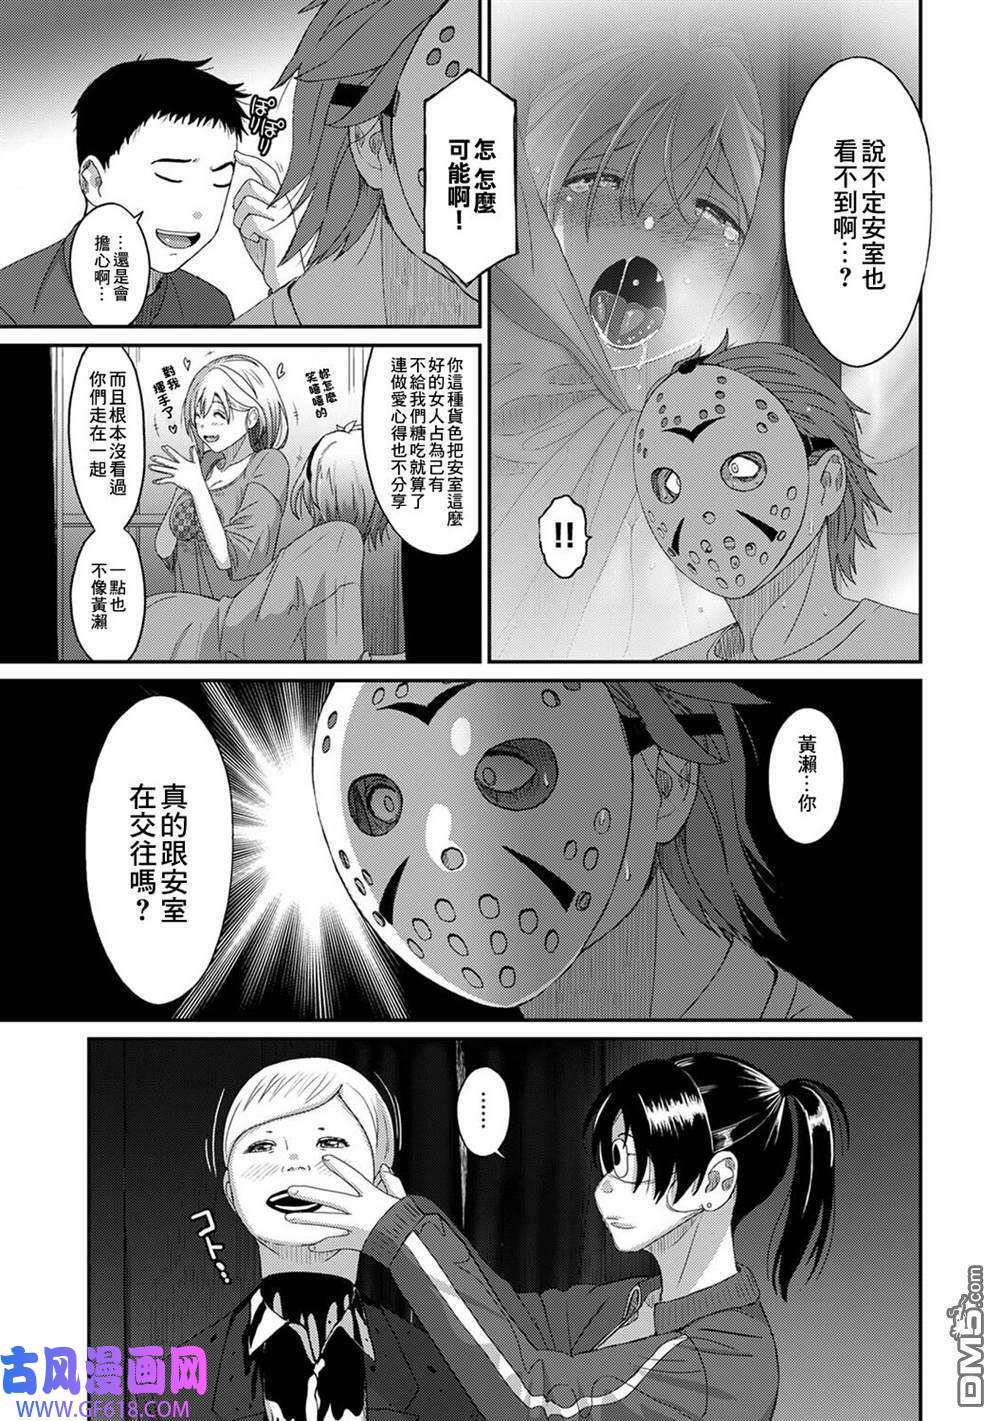 說不定安室也
看不到啊…?
!!
怎 怎麼
可能啊!
ぽり
ぽり
…還是會
擔心啊…
你這種貨色把安室這麼
好的女人占為己有
不給我們糖吃就算了
連做愛心得也不分享
妳怎麼
笑嘻嘻的
對我
揮手了
而且根本沒看過
你們走在一起
一點也
不像黃瀨
黃瀨…你
真的跟安室
在交往嗎?
……
コト…
古风漫画网
WWW.GF618.COM
DM5.com